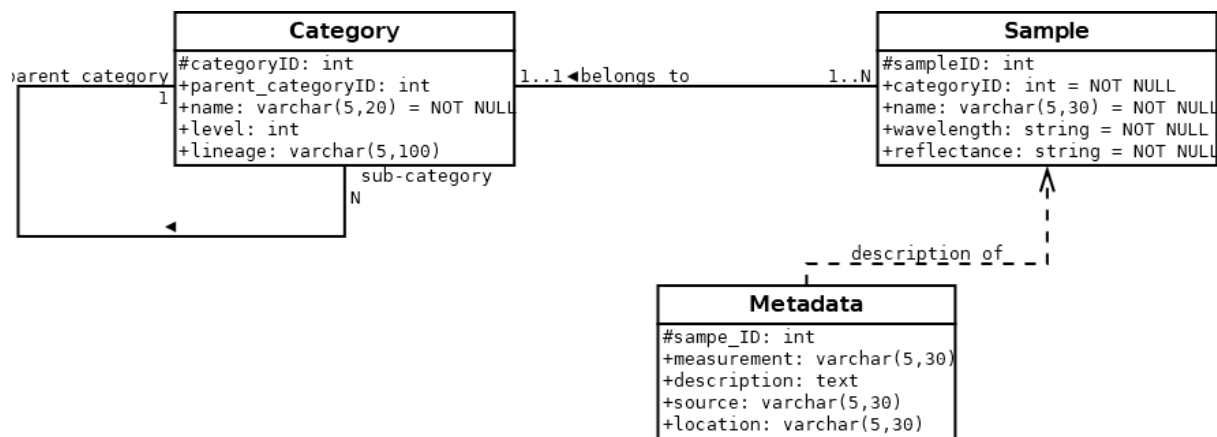 Category
#categoryID: int
+parent_categoryID: int
+name: varchar(5,20) = NOT NULL
+level: int
+lineage: varchar(5,100)
parent category
1
sub-category
N
1..1 ◄belongs to 1..N
Sample
#sampleID: int
+categoryID: int = NOT NULL
+name: varchar(5,30) = NOT NULL
+wavelength: string = NOT NULL
+reflectance: string = NOT NULL
description of
Metadata
#sampe_ID: int
+measurement: varchar(5,30)
+description: text
+source: varchar(5,30)
+location: varchar(5,30)